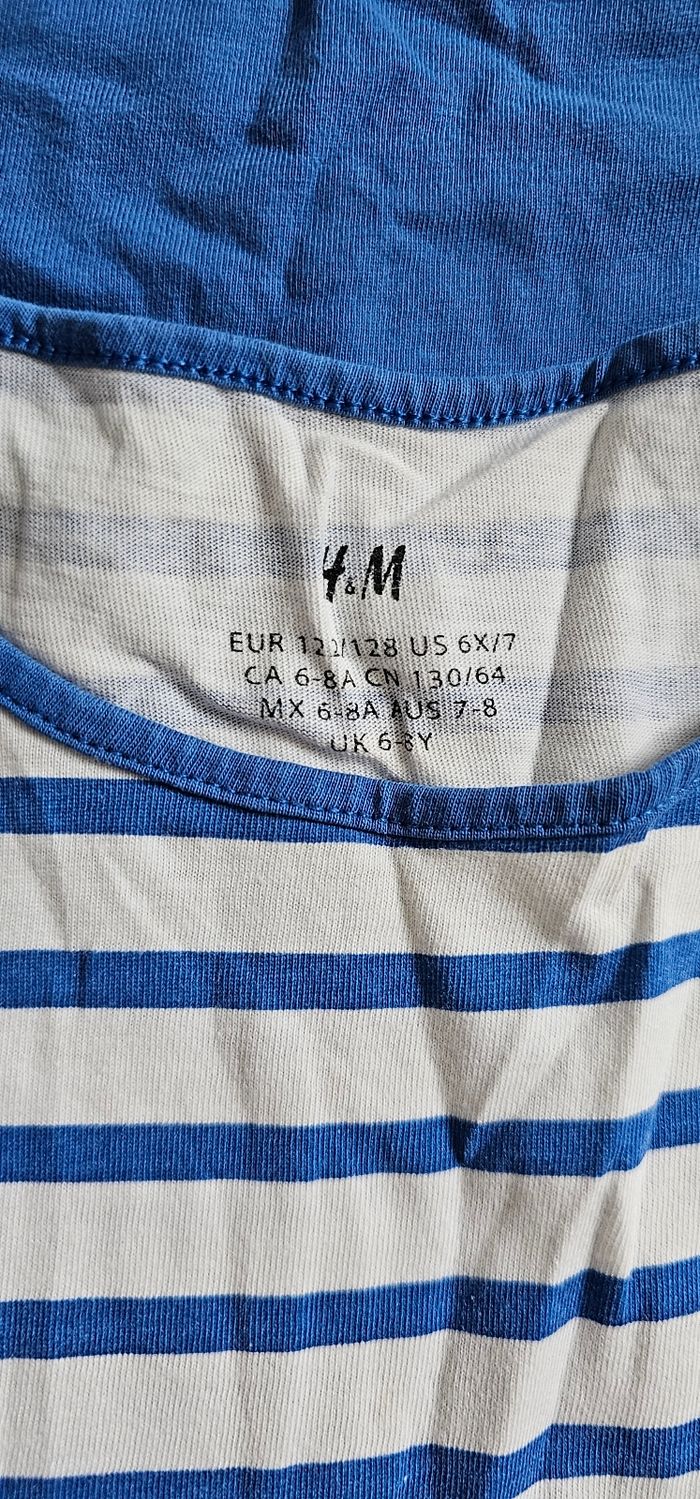 H&M
EUR 122/128 US 6X/7
CA 6-8A CN 130/64
MX 6-8A AUS 7-8
UK 6-8Y